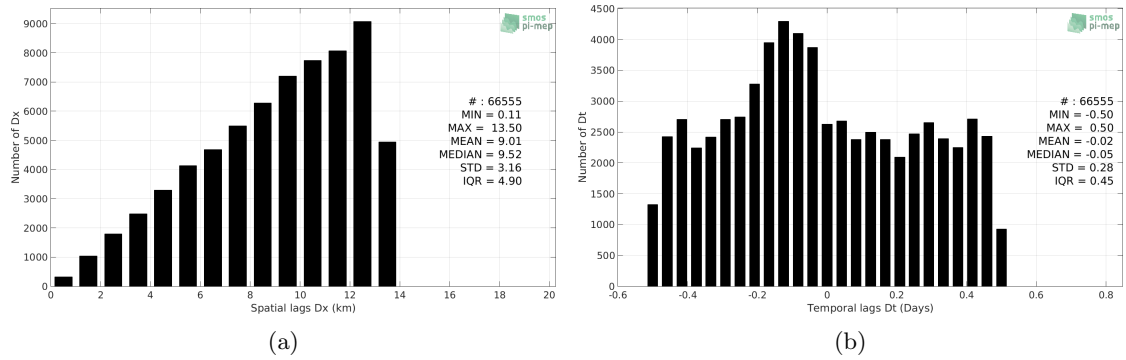 9000
8000
7000
6000
5000
4000
3000
2000
1000
0
Number of Dx
smos
pi-mep
# : 66555
MIN = 0.11
MAX = 13.50
MEAN = 9.01
MEDIAN = 9.52
STD = 3.16
IQR = 4.90
0 2 4 6 8 10 12 14 16 18 20
Spatial lags Dx (km)
(a)
4500
4000
3500
3000
2500
2000
1500
1000
500
0
Number of Dt
smos
pi-mep
# : 66555
MIN = -0.50
MAX = 0.50
MEAN = -0.02
MEDIAN = -0.05
STD = 0.28
IQR = 0.45
-0.6 -0.4 -0.2 0 0.2 0.4 0.6 0.8
Temporal lags Dt (Days)
(b)